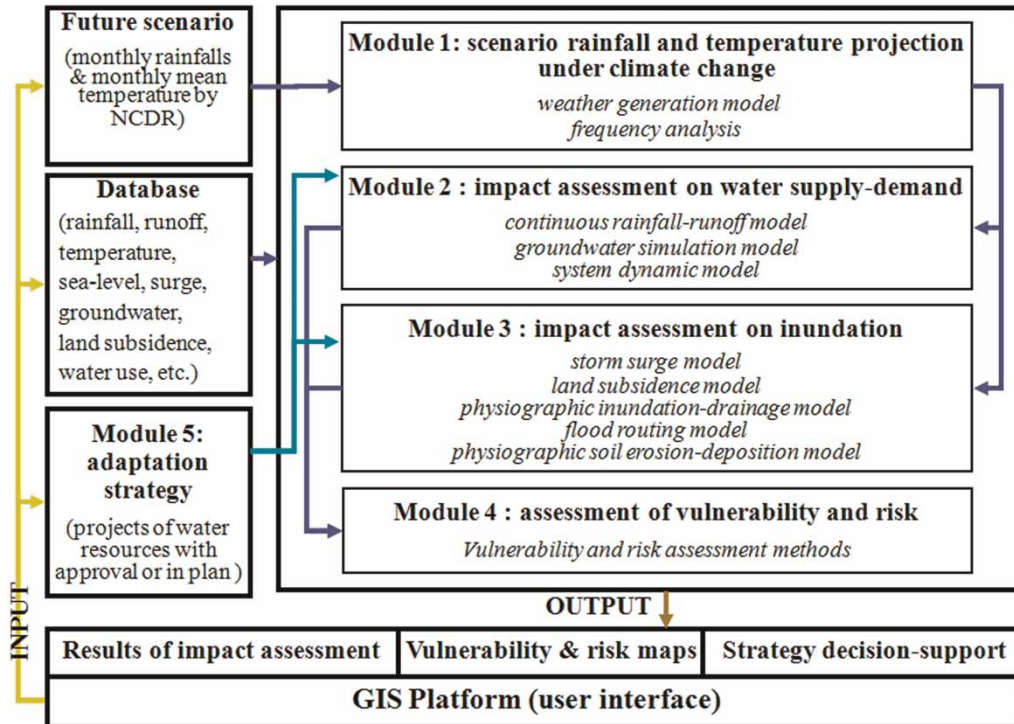 Future scenario
(monthly rainfalls
& monthly mean
temperature by
NCDR)
Database
(rainfall, runoff,
temperature,
sea-level, surge,
groundwater,
land subsidence,
water use, etc.)
Module 5:
adaptation
strategy
(projects of water
resources with
approval or in plan )
Module 1: scenario rainfall and temperature projection
under climate change
weather generation model
frequency analysis
Module 2 : impact assessment on water supply-demand
continuous rainfall-runoff model
groundwater simulation model
system dynamic model
Module 3 : impact assessment on inundation
storm surge model
land subsidence model
physiographic inundation-drainage model
flood routing model
physiographic soil erosion-deposition model
Module 4 : assessment of vulnerability and risk
Vulnerability and risk assessment methods
INPUT
OUTPUT
Results of impact assessment
Vulnerability & risk maps
Strategy decision-support
GIS Platform (user interface)